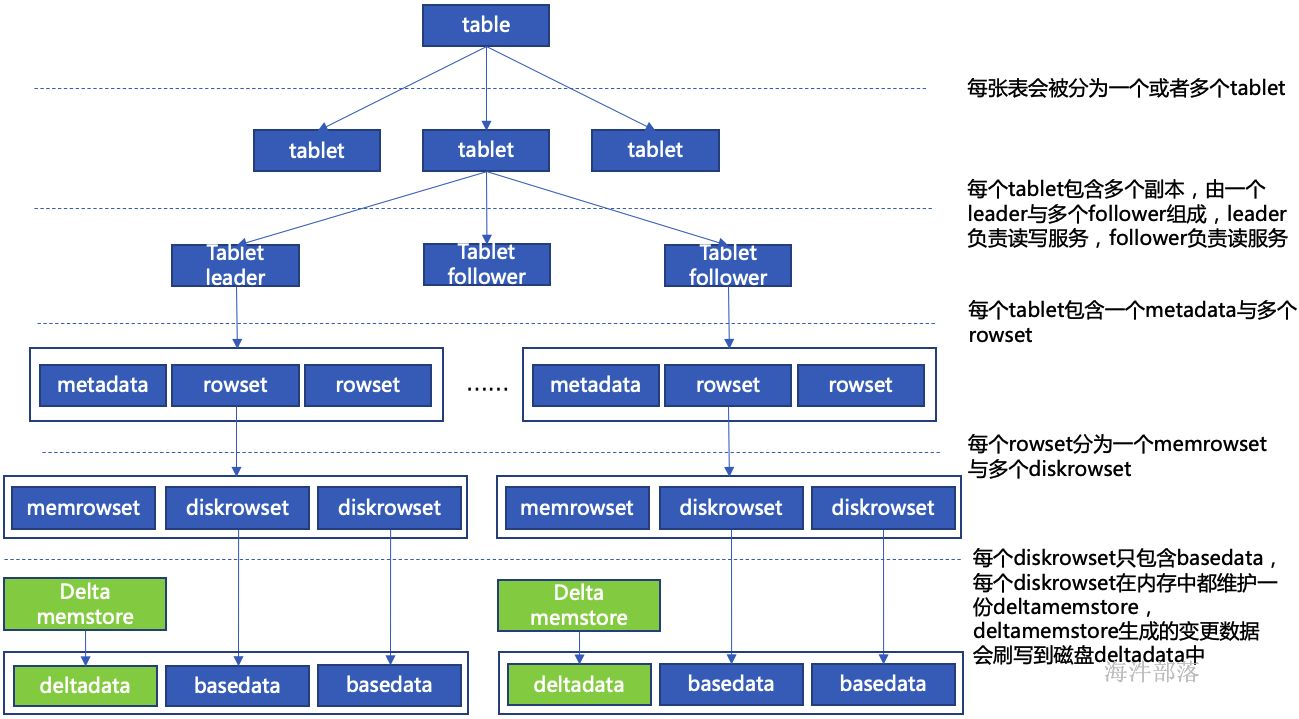 table
每张表会被分为一个或者多个tablet
tablet
tablet
tablet
每个tablet包含多个副本，由一个
leader与多个follower组成，leader
负责读写服务，follower负责读服务
Tablet
leader
Tablet
follower
Tablet
follower
每个tablet包含一个metadata与多个
rowset
metadata
rowset
rowset
······
metadata
rowset
rowset
每个rowset分为一个memrowset
与多个diskrowset
memrowset
diskrowset
diskrowset
memrowset
diskrowset
diskrowset
每个diskrowset只包含basedata，
每个diskrowset在内存中都维护一
份deltamemstore，
deltamemstore生成的变更数据
会刷写到磁盘deltadata中
Delta
memstore
Delta
memstore
deltadata
basedata
basedata
deltadata
basedata
basedata
海汼部落